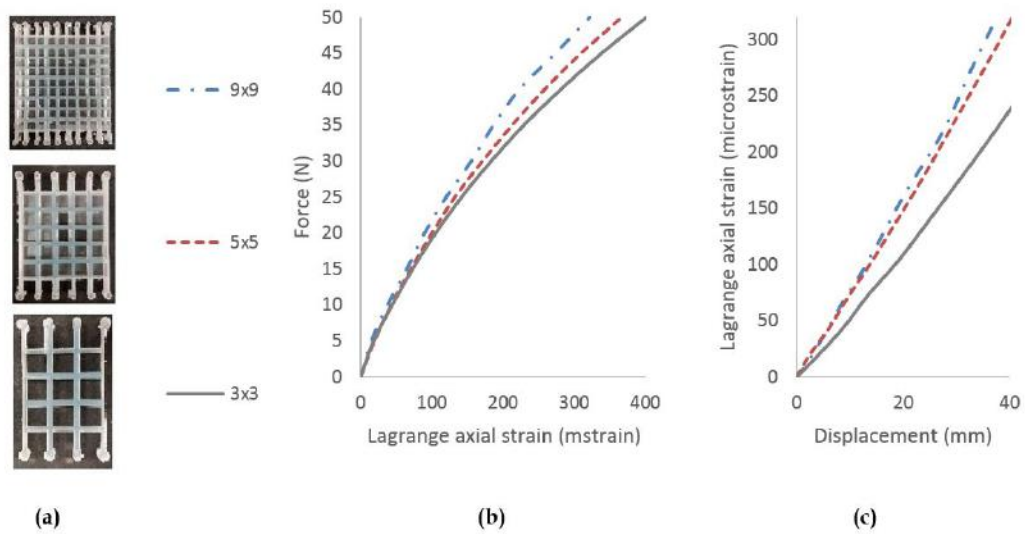 9x9
5x5
3x3
Force (N)
50
45
40
35
30
25
20
15
10
5
0
0 100 200 300 400
Lagrange axial strain (mstrain)
Lagrange axial strain (microstrain)
300
250
200
150
100
50
0
0 20 40
Displacement (mm)
(a) (b) (c)